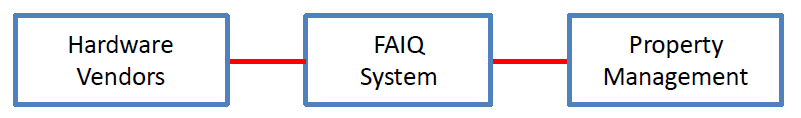 Hardware
Vendors
FAIQ
System
Property
Management